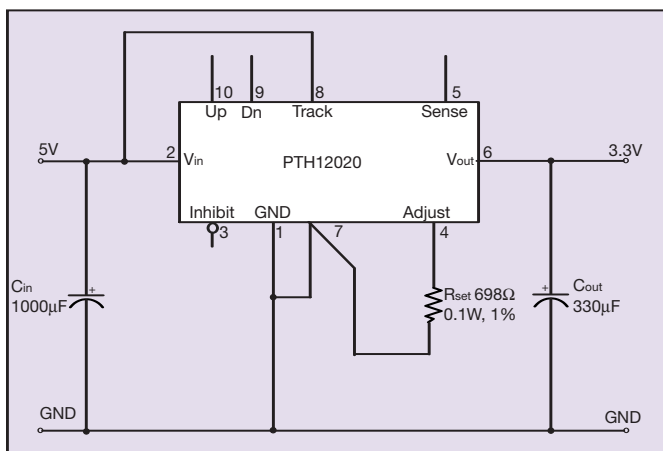 10 9 8 5
Up Dn Track Sense
5V 2 Vin PTH12020 Vout 6 3.3V
Inhibit GND Adjust
3 1 7 4
Cin + 1000µF
Rset 698Ω
0.1W, 1%
+ Cout
330µF
GND GND